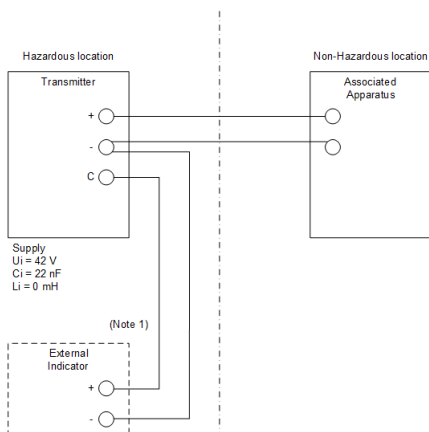 Hazardous location
Non-Hazardous location
Transmitter
Associated
Apparatus
+
-
C
Supply
Ui = 42 V
Ci = 22 nF
Li = 0 mH
(Note 1)
External
Indicator
+
-